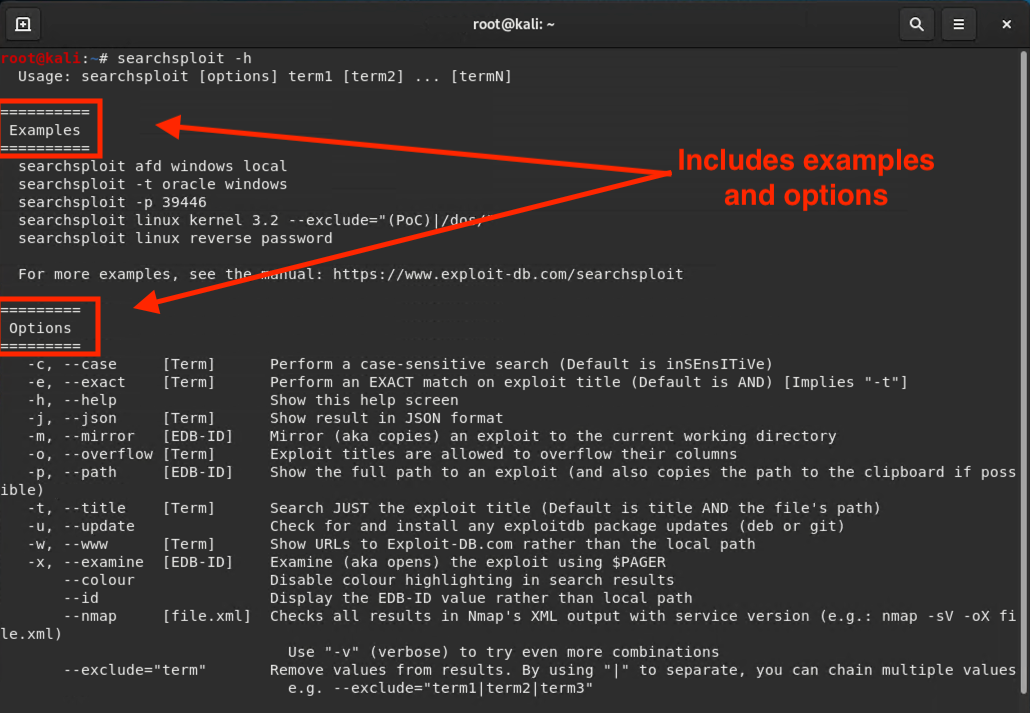 root@kali: ~
root@kali:~# searchsploit -h
Usage: searchsploit [options] term1 [term2] ... [termN]
==========
Examples
==========
searchsploit afd windows local
searchsploit -t oracle windows
searchsploit -p 39446
searchsploit linux kernel 3.2 --exclude="(PoC)|/dos/
searchsploit linux reverse password
For more examples, see the manual: https://www.exploit-db.com/searchsploit
Includes examples
and options
=========
Options
=========
-c, --case [Term] Perform a case-sensitive search (Default is inSEnsITiVe)
-e, --exact [Term] Perform an EXACT match on exploit title (Default is AND) [Implies "-t"]
-h, --help Show this help screen
-j, --json [Term] Show result in JSON format
-m, --mirror [EDB-ID] Mirror (aka copies) an exploit to the current working directory
-o, --overflow [Term] Exploit titles are allowed to overflow their columns
-p, --path [EDB-ID] Show the full path to an exploit (and also copies the path to the clipboard if poss
ible)
-t, --title [Term] Search JUST the exploit title (Default is title AND the file's path)
-u, --update Check for and install any exploitdb package updates (deb or git)
-w, --www [Term] Show URLs to Exploit-DB.com rather than the local path
-x, --examine [EDB-ID] Examine (aka opens) the exploit using $PAGER
--colour Disable colour highlighting in search results
--id Display the EDB-ID value rather than local path
--nmap [file.xml] Checks all results in Nmap's XML output with service version (e.g.: nmap -sV -oX fi
le.xml)
Use "-v" (verbose) to try even more combinations
--exclude="term" Remove values from results. By using "|" to separate, you can chain multiple values
e.g. --exclude="term1|term2|term3"